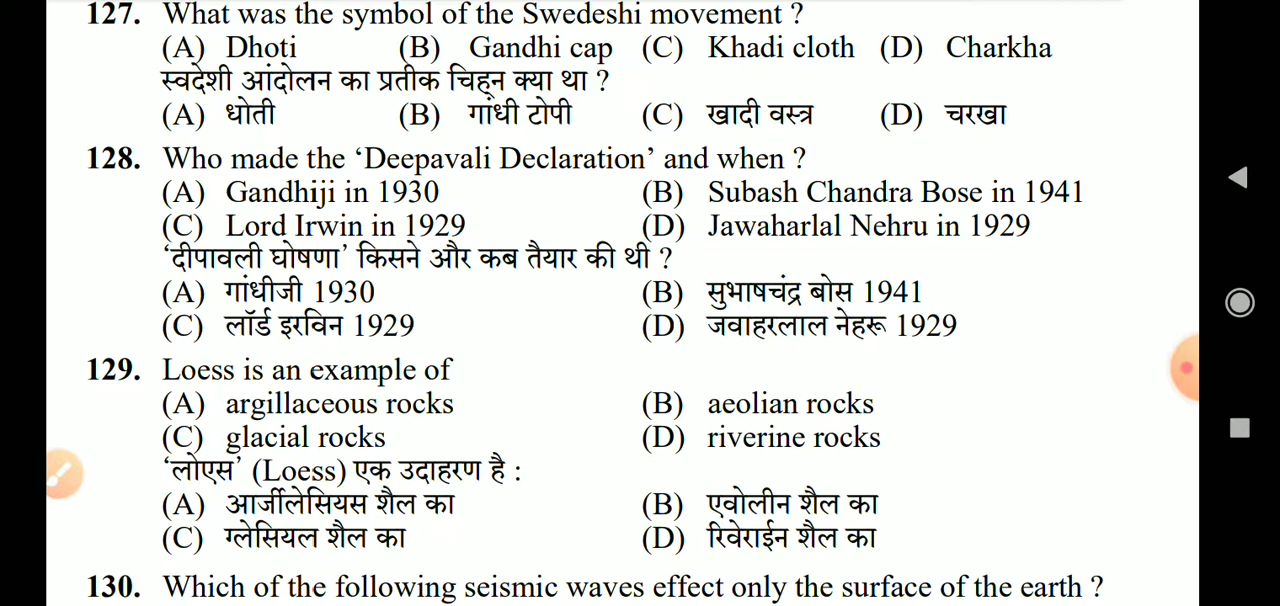 127. What was the symbol of the Swedeshi movement ?
(A) Dhoti (B) Gandhi cap (C) Khadi cloth (D) Charkha
स्वदेशी आंदोलन का प्रतीक चिह्न क्या था ?
(A) धोती (B) गांधी टोपी (C) खादी वस्त्र (D) चरखा
128. Who made the ‘Deepavali Declaration’ and when ?
(A) Gandhiji in 1930 (B) Subash Chandra Bose in 1941
(C) Lord Irwin in 1929 (D) Jawaharlal Nehru in 1929
‘दीपावली घोषणा’ किसने और कब तैयार की थी ?
(A) गांधीजी 1930 (B) सुभाषचंद्र बोस 1941
(C) लॉर्ड इरविन 1929 (D) जवाहरलाल नेहरू 1929
129. Loess is an example of
(A) argillaceous rocks (B) aeolian rocks
(C) glacial rocks (D) riverine rocks
‘लोएस’ (Loess) एक उदाहरण है :
(A) आर्जीलेसियस शैल का (B) एवोलीन शैल का
(C) ग्लेसियल शैल का (D) रिवेराईन शैल का
130. Which of the following seismic waves effect only the surface of the earth ?